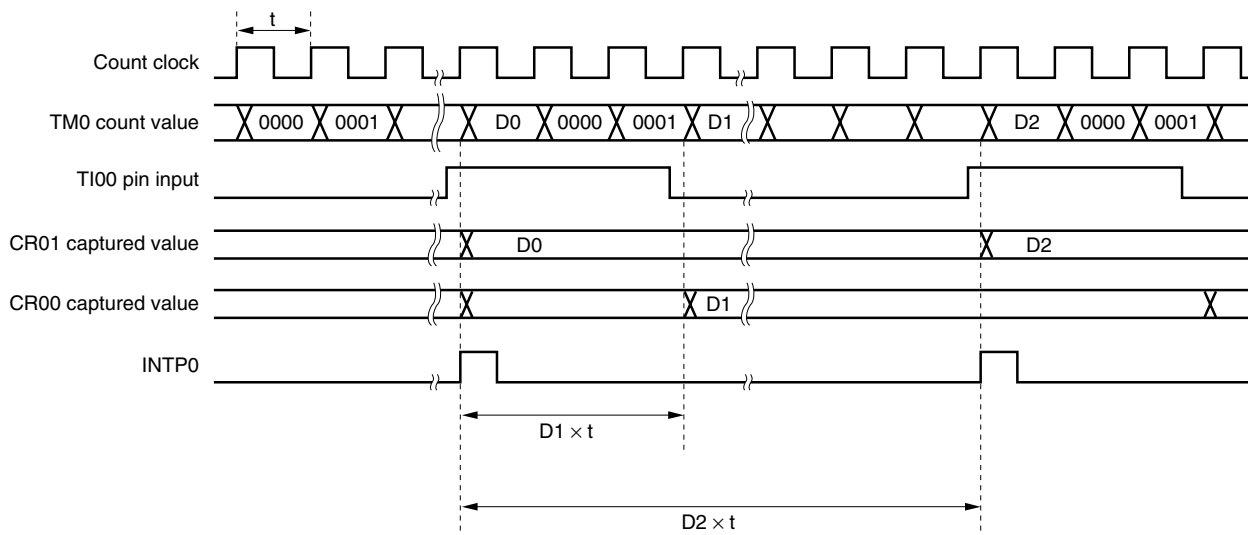 t
Count clock
TM0 count value 0000 0001 D0 0000 0001 D1 D2 0000 0001
TI00 pin input
CR01 captured value D0 D2
CR00 captured value D1
INTP0
D1 × t
D2 × t